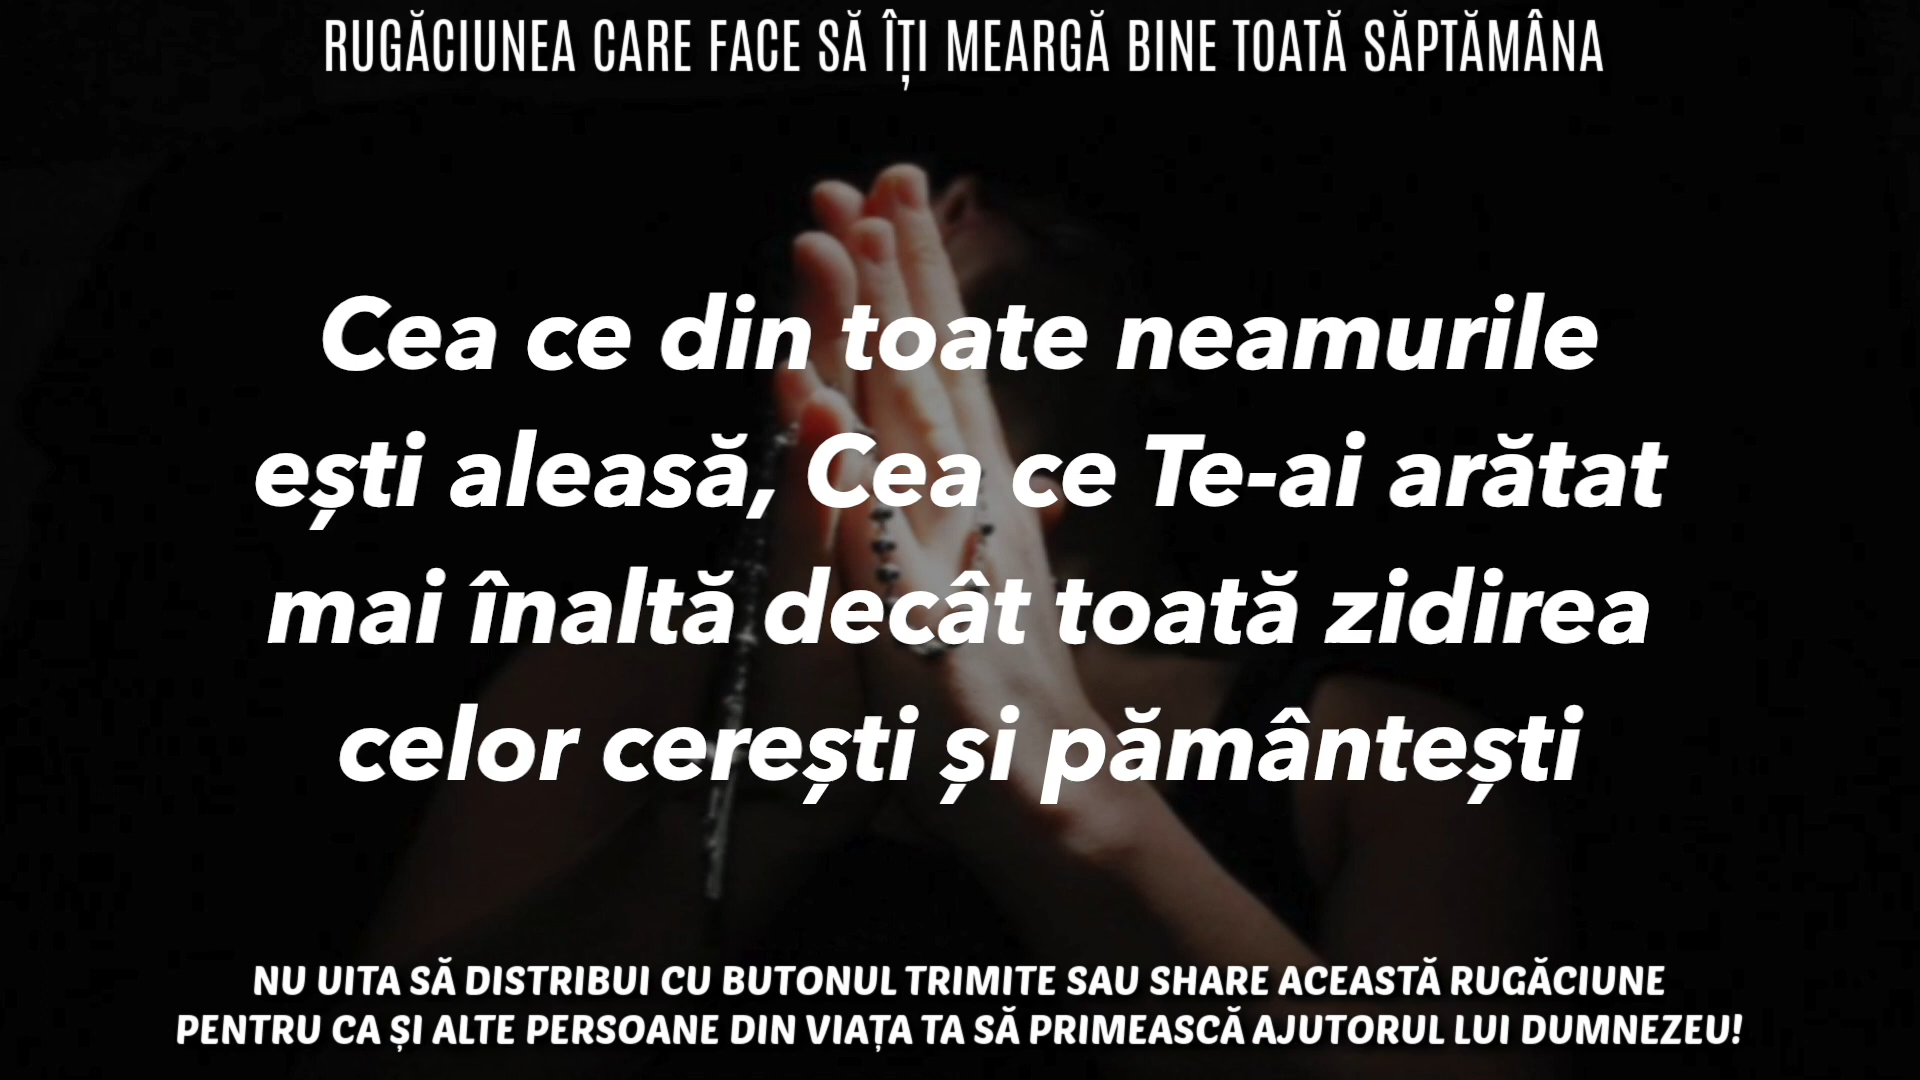 RUGĂCIUNEA CARE FACE SĂ ÎȚI MEARGĂ BINE TOATĂ SĂPTĂMÂNA
Cea ce din toate neamurile
ești aleasă, Cea ce Te-ai arătat
mai înaltă decât toată zidirea
celor cerești și pământești
NU UITA SĂ DISTRIBUI CU BUTONUL TRIMITE SAU SHARE ACEASTĂ RUGĂCIUNE
PENTRU CA ȘI ALTE PERSOANE DIN VIAȚA TA SĂ PRIMEASCĂ AJUTORUL LUI DUMNEZEU!